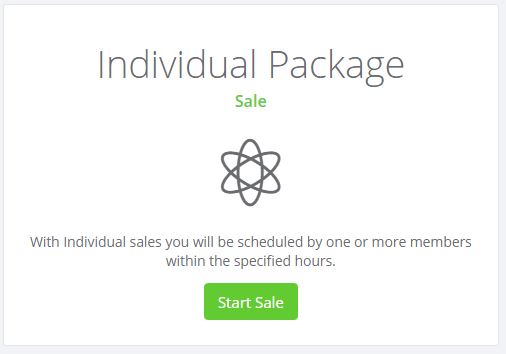 Individual Package
Sale
With Individual sales you will be scheduled by one or more members
within the specified hours.
Start Sale